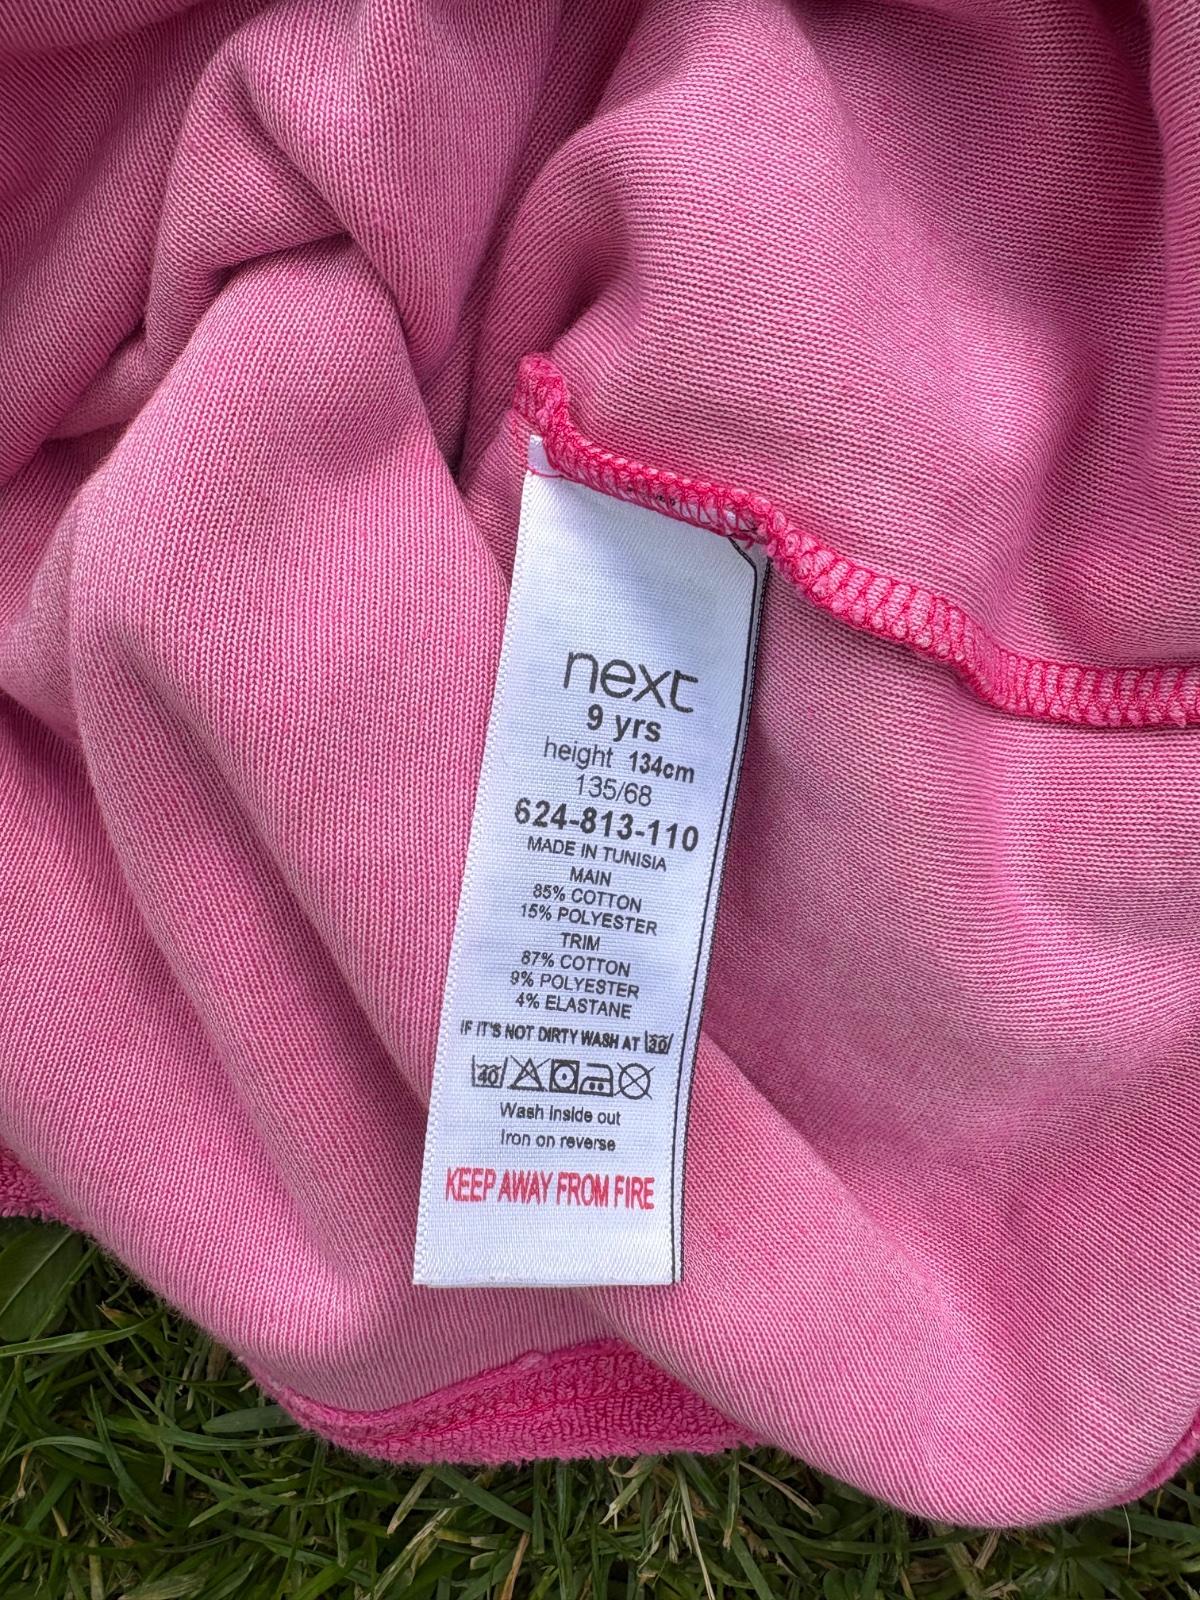 next
9 yrs
height 134cm
135/68
624-813-110
MADE IN TUNISIA
MAIN
85% COTTON
15% POLYESTER
TRIM
87% COTTON
9% POLYESTER
4% ELASTANE
IF IT'S NOT DIRTY WASH AT 30
40
Wash inside out
Iron on reverse
KEEP AWAY FROM FIRE